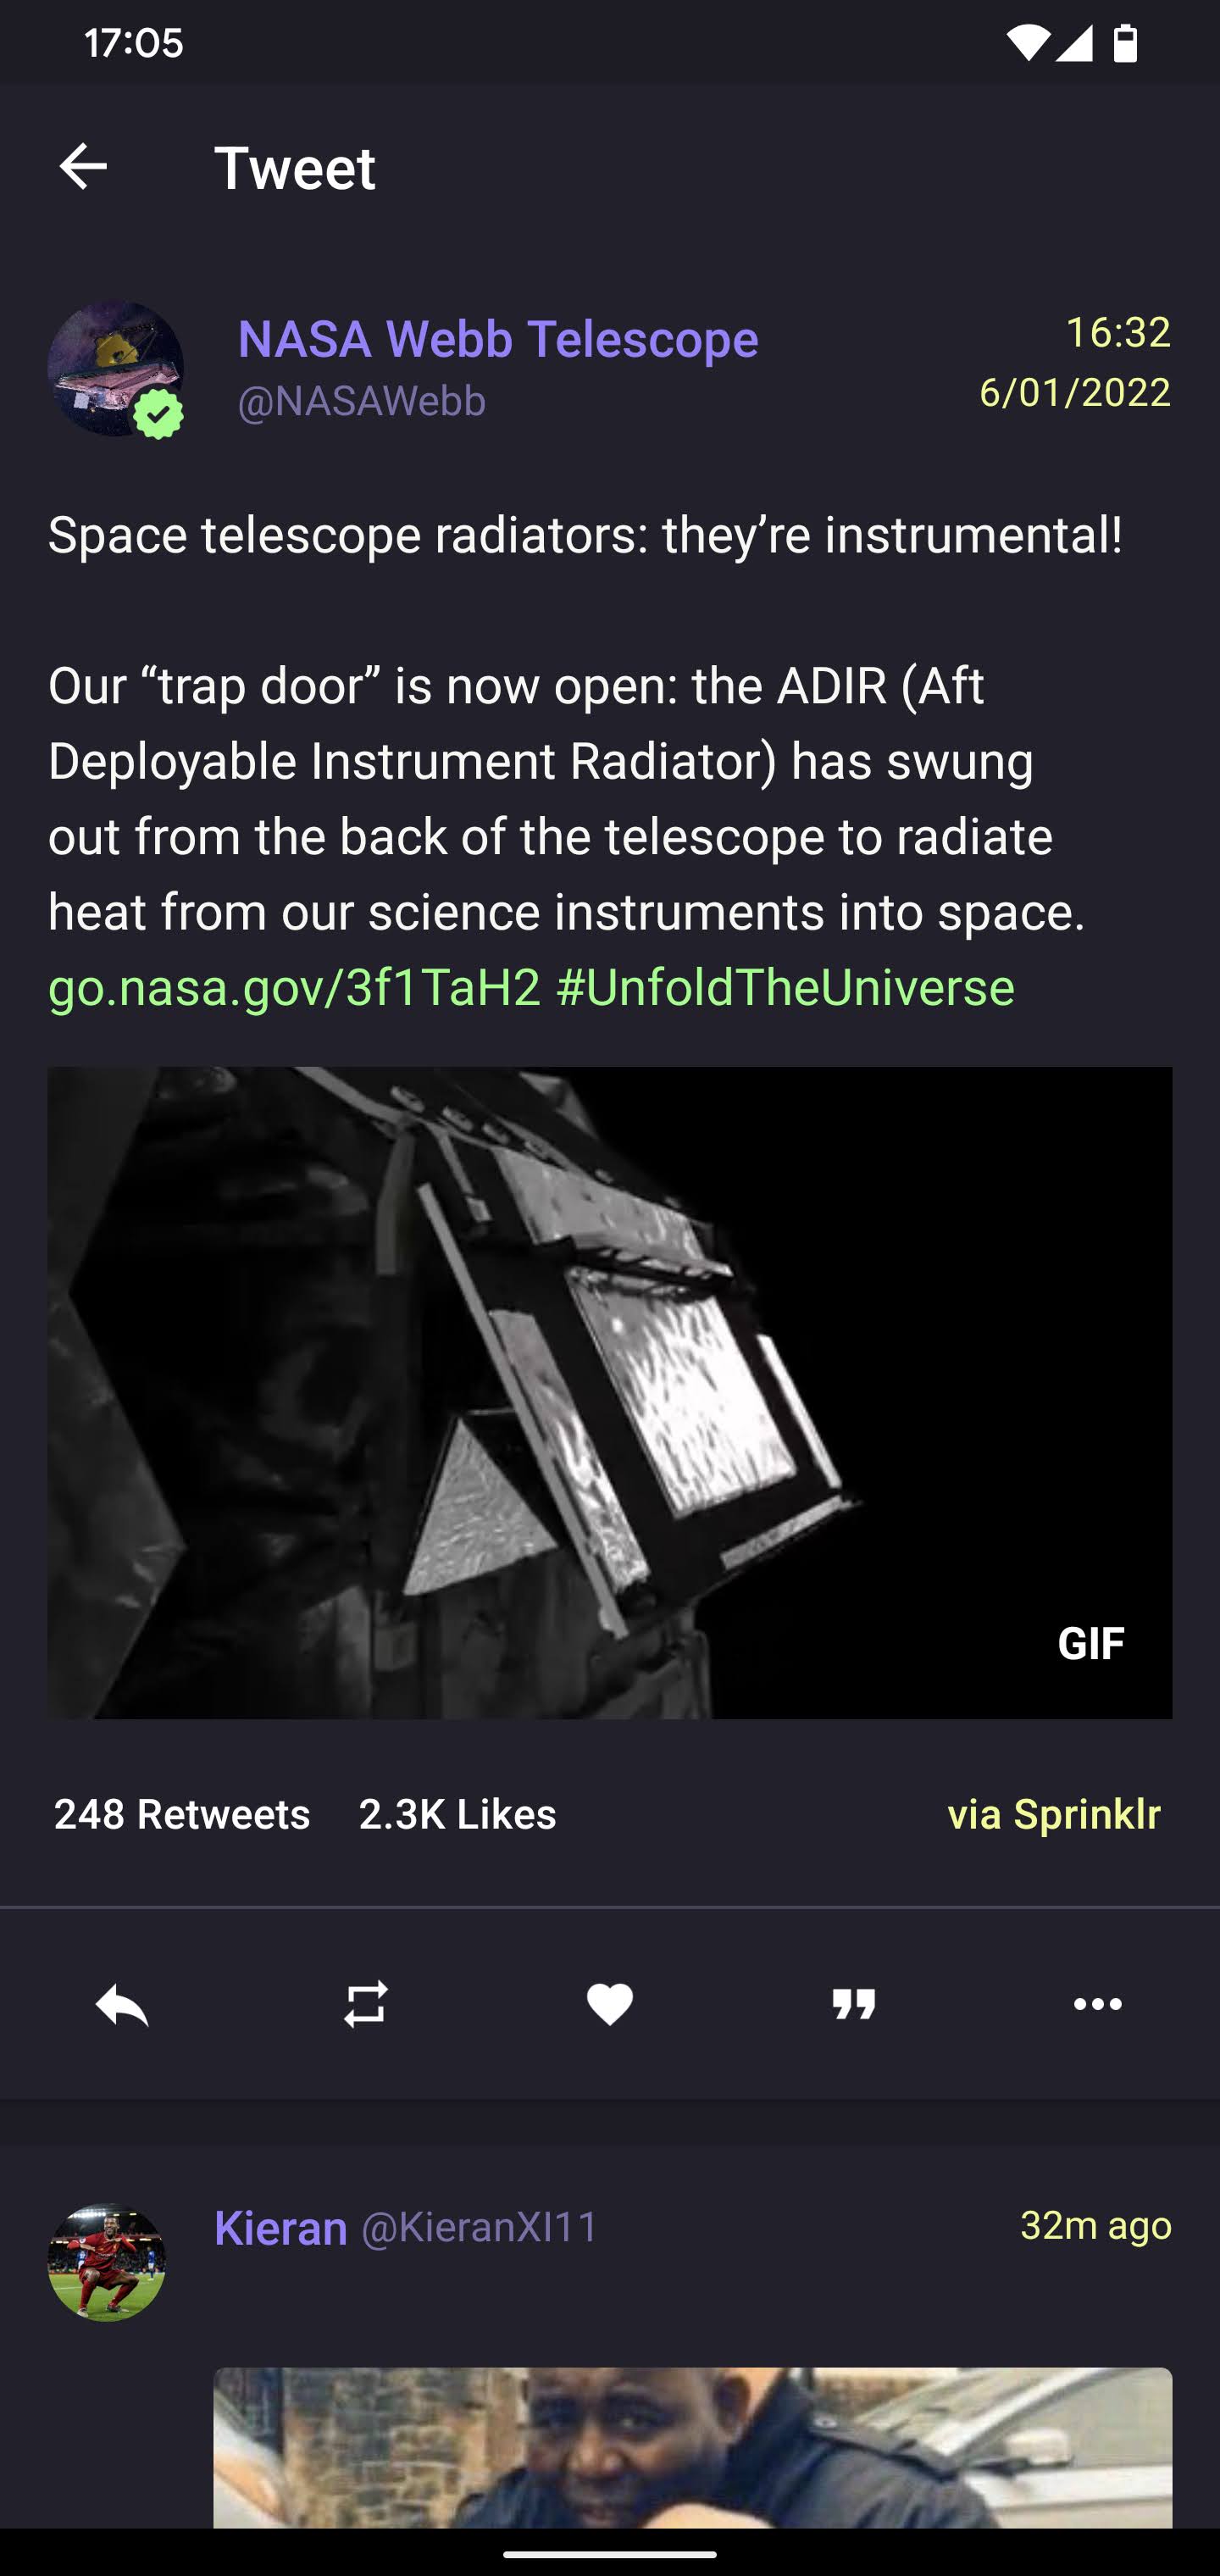 17:05
Tweet
NASA Webb Telescope
@NASAWebb
16:32
6/01/2022
Space telescope radiators: they’re instrumental!
Our “trap door” is now open: the ADIR (Aft
Deployable Instrument Radiator) has swung
out from the back of the telescope to radiate
heat from our science instruments into space.
go.nasa.gov/3f1TaH2 #UnfoldTheUniverse
GIF
248 Retweets 2.3K Likes via Sprinklr
Kieran @KieranXI11 32m ago